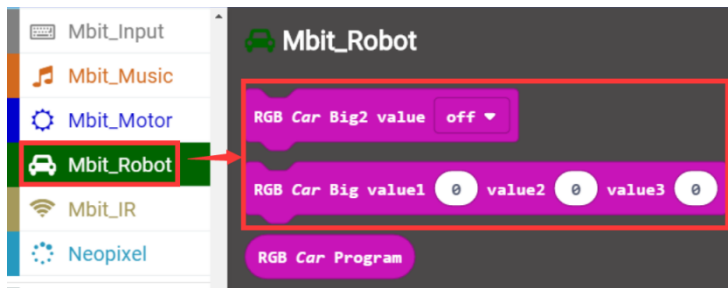 Mbit_Input
Mbit_Music
Mbit_Motor
Mbit_Robot
Mbit_IR
Neopixel
Mbit_Robot
RGB Car Big2 value off
RGB Car Big value1 0 value2 0 value3 0
RGB Car Program